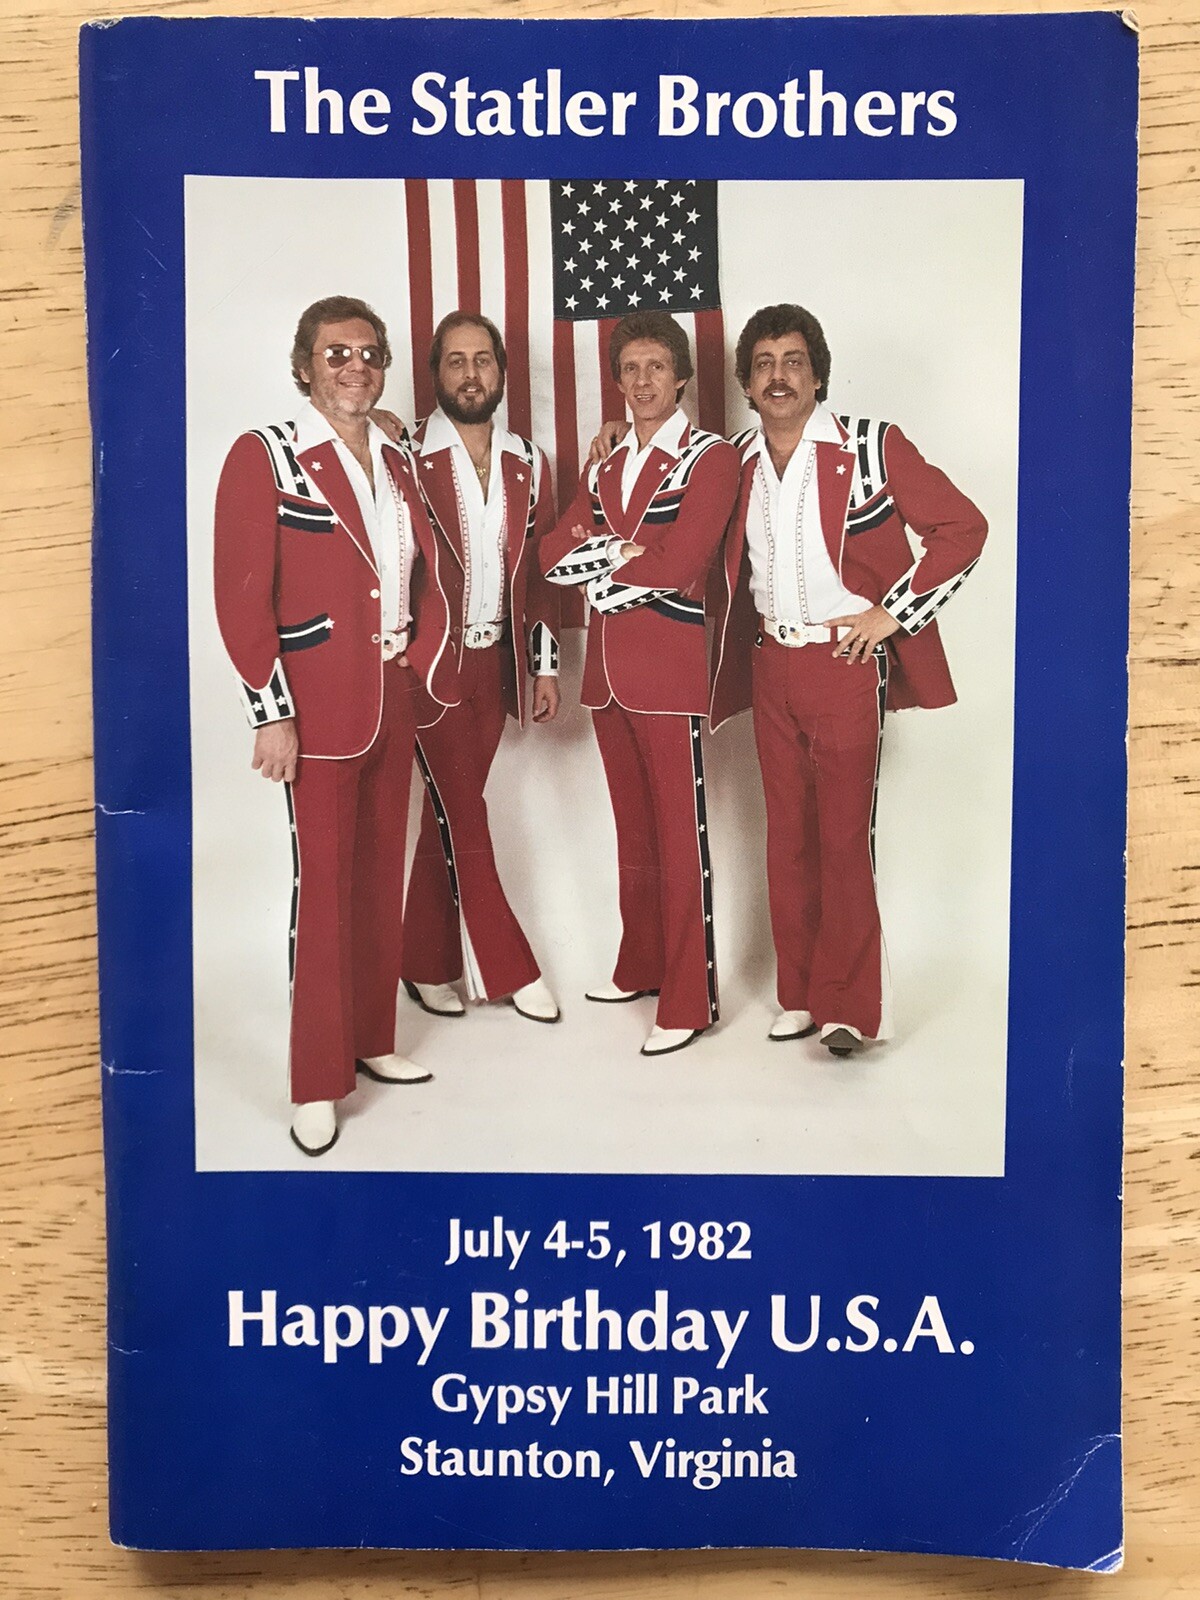 The Statler Brothers
July 4-5, 1982
Happy Birthday U.S.A.
Gypsy Hill Park
Staunton, Virginia